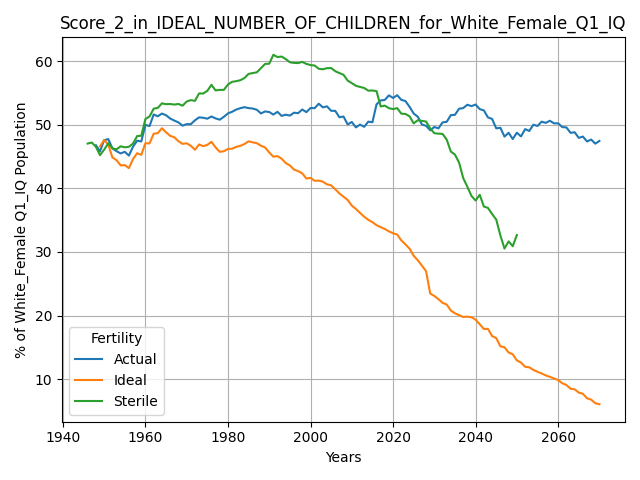 Score_2_in_IDEAL_NUMBER_OF_CHILDREN_for_White_Female_Q1_IQ
% of White_Female Q1_IQ Population
60
50
40
30
20
10
Fertility
Actual
Ideal
Sterile
1940 1960 1980 2000 2020 2040 2060
Years